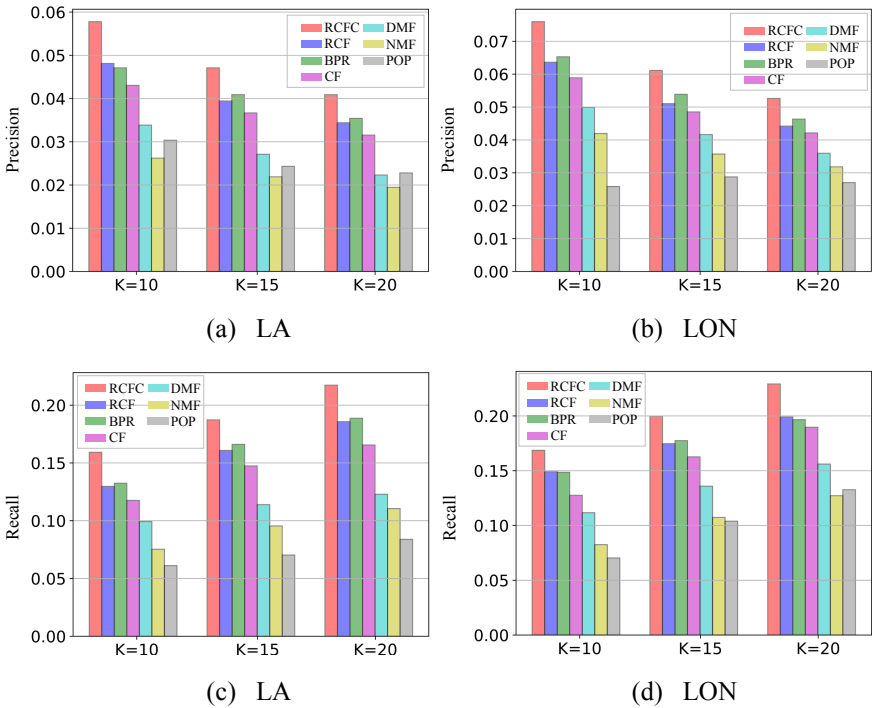 0.06
0.05
0.04
0.03
0.02
0.01
0.00
Precision
RCFC DMF
RCF NMF
BPR POP
CF
K=10 K=15 K=20
(a) LA
0.07
0.06
0.05
0.04
0.03
0.02
0.01
0.00
Precision
RCFC DMF
RCF NMF
BPR POP
CF
K=10 K=15 K=20
(b) LON
0.20
0.15
0.10
0.05
0.00
Recall
RCFC DMF
RCF NMF
BPR POP
CF
K=10 K=15 K=20
(c) LA
0.20
0.15
0.10
0.05
0.00
Recall
RCFC DMF
RCF NMF
BPR POP
CF
K=10 K=15 K=20
(d) LON